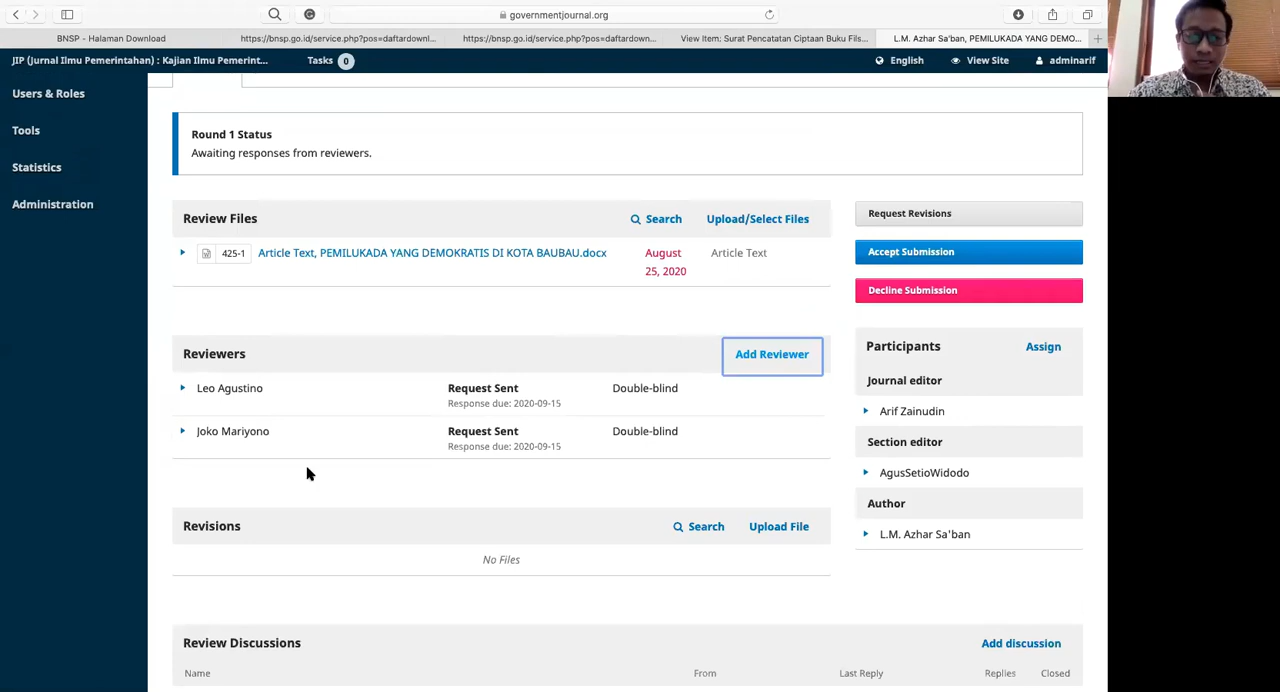 governmentjournal.org
BNSP - Halaman Download
https://bnsp.go.id/service.php?pos=daftardownl...
https://bnsp.go.id/service.php?pos=daftardown...
View Item: Surat Pencatatan Ciptaan Buku Fils...
L.M. Azhar Sa'ban, PEMILUKADA YANG DEMO...
JIP (Jurnal Ilmu Pemerintahan) : Kajian Ilmu Pemerint...
Tasks 0
English
View Site
adminarif
Users & Roles
Tools
Statistics
Administration
Round 1 Status
Awaiting responses from reviewers.
Review Files
Search
Upload/Select Files
425-1
Article Text, PEMILUKADA YANG DEMOKRATIS DI KOTA BAUBAU.docx
August
25, 2020
Article Text
Reviewers
Add Reviewer
Leo Agustino
Request Sent
Response due: 2020-09-15
Double-blind
Joko Mariyono
Request Sent
Response due: 2020-09-15
Double-blind
Revisions
Search
Upload File
No Files
Review Discussions
Add discussion
Name
From
Last Reply
Replies
Closed
Request Revisions
Accept Submission
Decline Submission
Participants
Assign
Journal editor
Arif Zainudin
Section editor
AgusSetioWidodo
Author
L.M. Azhar Sa'ban